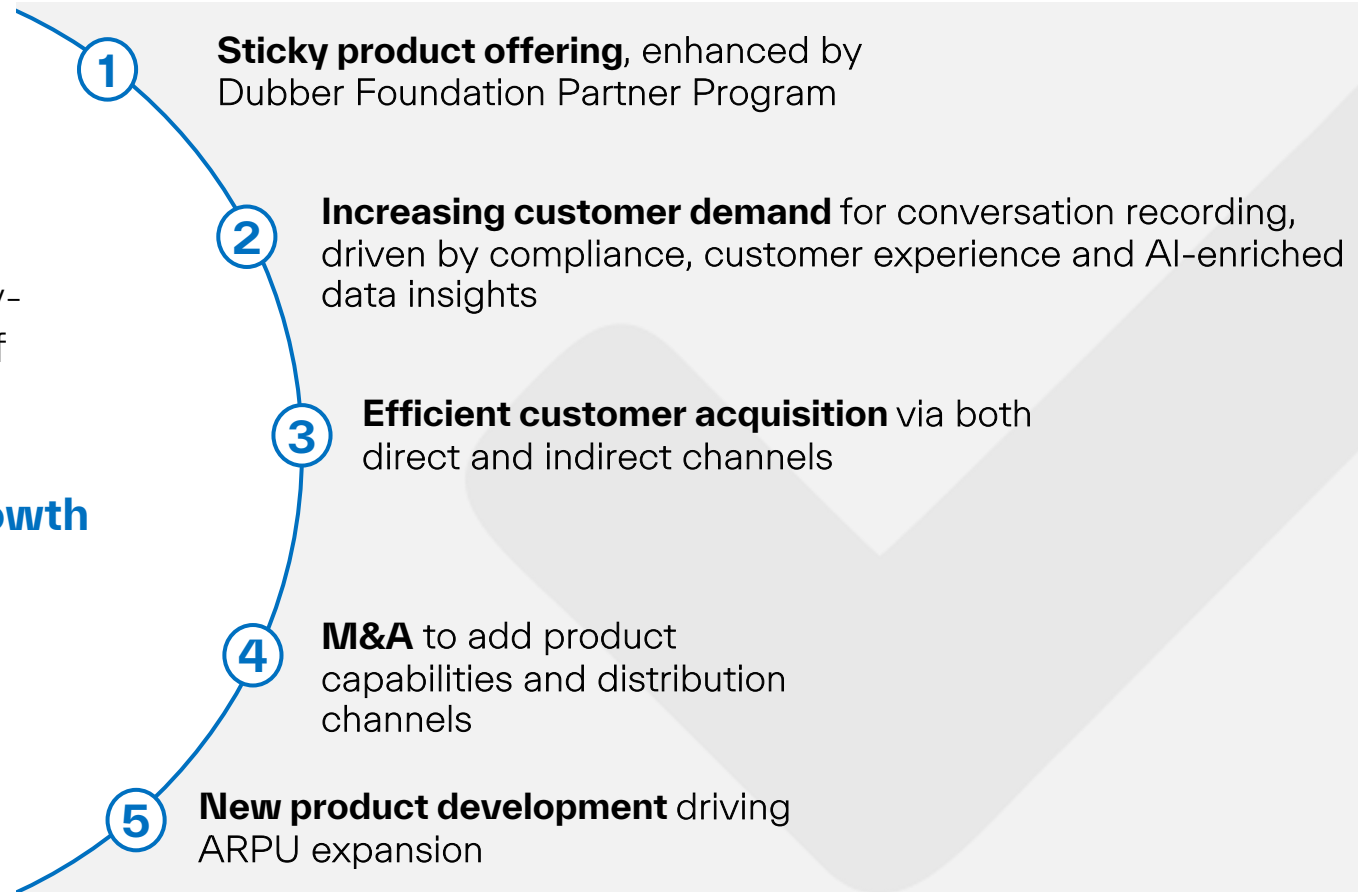 1
Sticky product offering, enhanced by
Dubber Foundation Partner Program
2
Increasing customer demand for conversation recording,
driven by compliance, customer experience and AI-enriched
data insights
3
Efficient customer acquisition via both
direct and indirect channels
4
M&A to add product
capabilities and distribution
channels
5
New product development driving
ARPU expansion